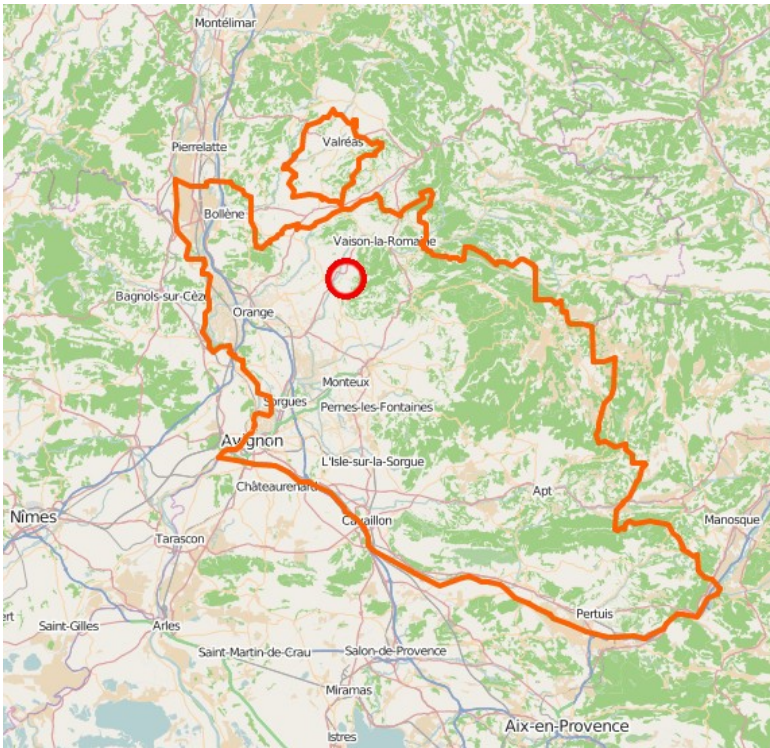 Montélimar
Valréas
Pierrelatte
Bollène
Vaison-la-Romaine
Bagnols-sur-Cèze
Orange
Monteux
Sorgues
Pernes-les-Fontaines
Avignon
L'Isle-sur-la-Sorgue
Châteaurenard
Apt
Nîmes
Cavaillon
Manosque
Tarascon
Pertuis
ert
Saint-Gilles
Arles
Saint-Martin-de-Crau
Salon-de-Provence
Miramas
Aix-en-Provence
Istres